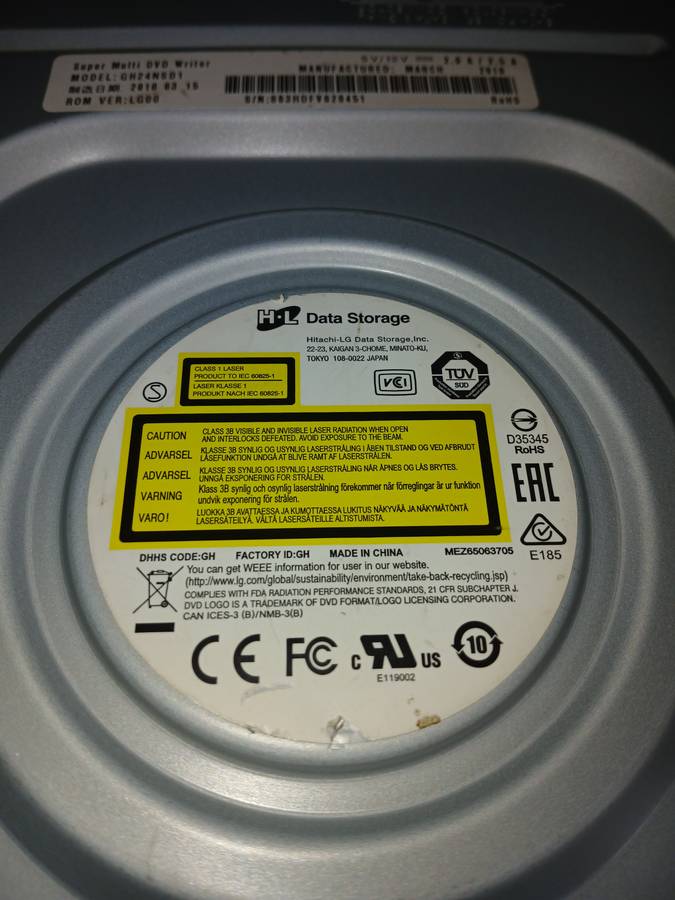 Super Multi DVD Writer
MODEL:GH24NSD1
ROM VER:LG00
MANUFACTURED: MARCH 2016
RoHS
H·L Data Storage
Hitachi-LG Data Storage,Inc.
22-23, KAIGAN 3-CHOME, MINATO-KU,
TOKYO 108-0022 JAPAN
CLASS 1 LASER
PRODUCT TO IEC 60825-1
LASER KLASSE 1
PRODUKT NACH IEC 60825-1
S
VCI
TÜV
SÜD
CAUTION CLASS 3B VISIBLE AND INVISIBLE LASER RADIATION WHEN OPEN
AND INTERLOCKS DEFEATED. AVOID EXPOSURE TO THE BEAM.
ADVARSEL KLASSE 3B SYNLIG OG USYNLIG LASERSTRÅLING I ÅBEN TILSTAND OG VED AFBRUDT
LÅSEFUNKTION UNDGÅ AT BLIVE RAMT AF LASERSTRÅLEN.
ADVARSEL KLASSE 3B SYNLIG OG USYNLIG LASERSTRÅLING NÅR ÅPNES OG LÅS BRYTES.
UNNGÅ EKSPONERING FOR STRÅLEN.
VARNING Klass 3B synlig och osynlig laserstrålning förekommer når förreglingar är ur funktion
undvik exponering för strålen.
VARO! LUOKKA 3B AVATTAESSA JA KUMOTTAESSA LUKITUS NÄKYVÄÄ JA NÄKYMÄTÖNTÄ
LASERSÄTEILYÄ. VÄLTÄ LASERSÄTEILLE ALTISTUMISTA.
D35345
RoHS
EAC
E185
DHHS CODE:GH FACTORY ID:GH MADE IN CHINA MEZ65063705
You can get WEEE information for user in our website.
(http://www.lg.com/global/sustainability/environment/take-back-recycling.jsp)
COMPLIES WITH FDA RADIATION PERFORMANCE STANDARDS, 21 CFR SUBCHAPTER J.
DVD LOGO IS A TRADEMARK OF DVD FORMAT/LOGO LICENSING CORPORATION.
CAN ICES-3 (B)/NMB-3(B)
CE FC c RU US 10
E119002